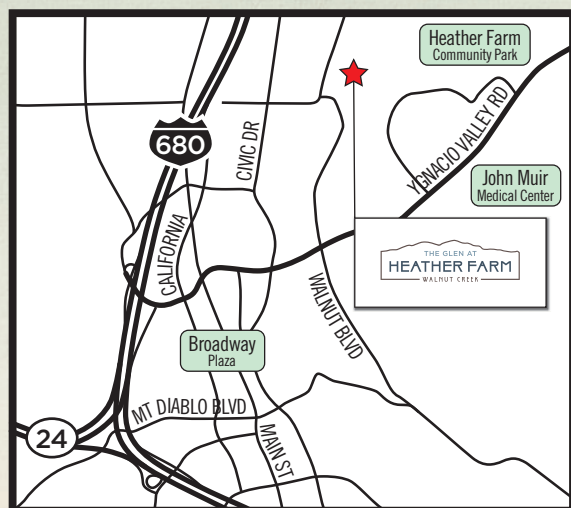 Heather Farm
Community Park
680
CIVIC DR
YGNACIO VALLEY RD
John Muir
Medical Center
CALIFORNIA
THE GLEN AT
HEATHER FARM
WALNUT CREEK
WALNUT BLVD
Broadway
Plaza
MT DIABLO BLVD
MAIN ST
24